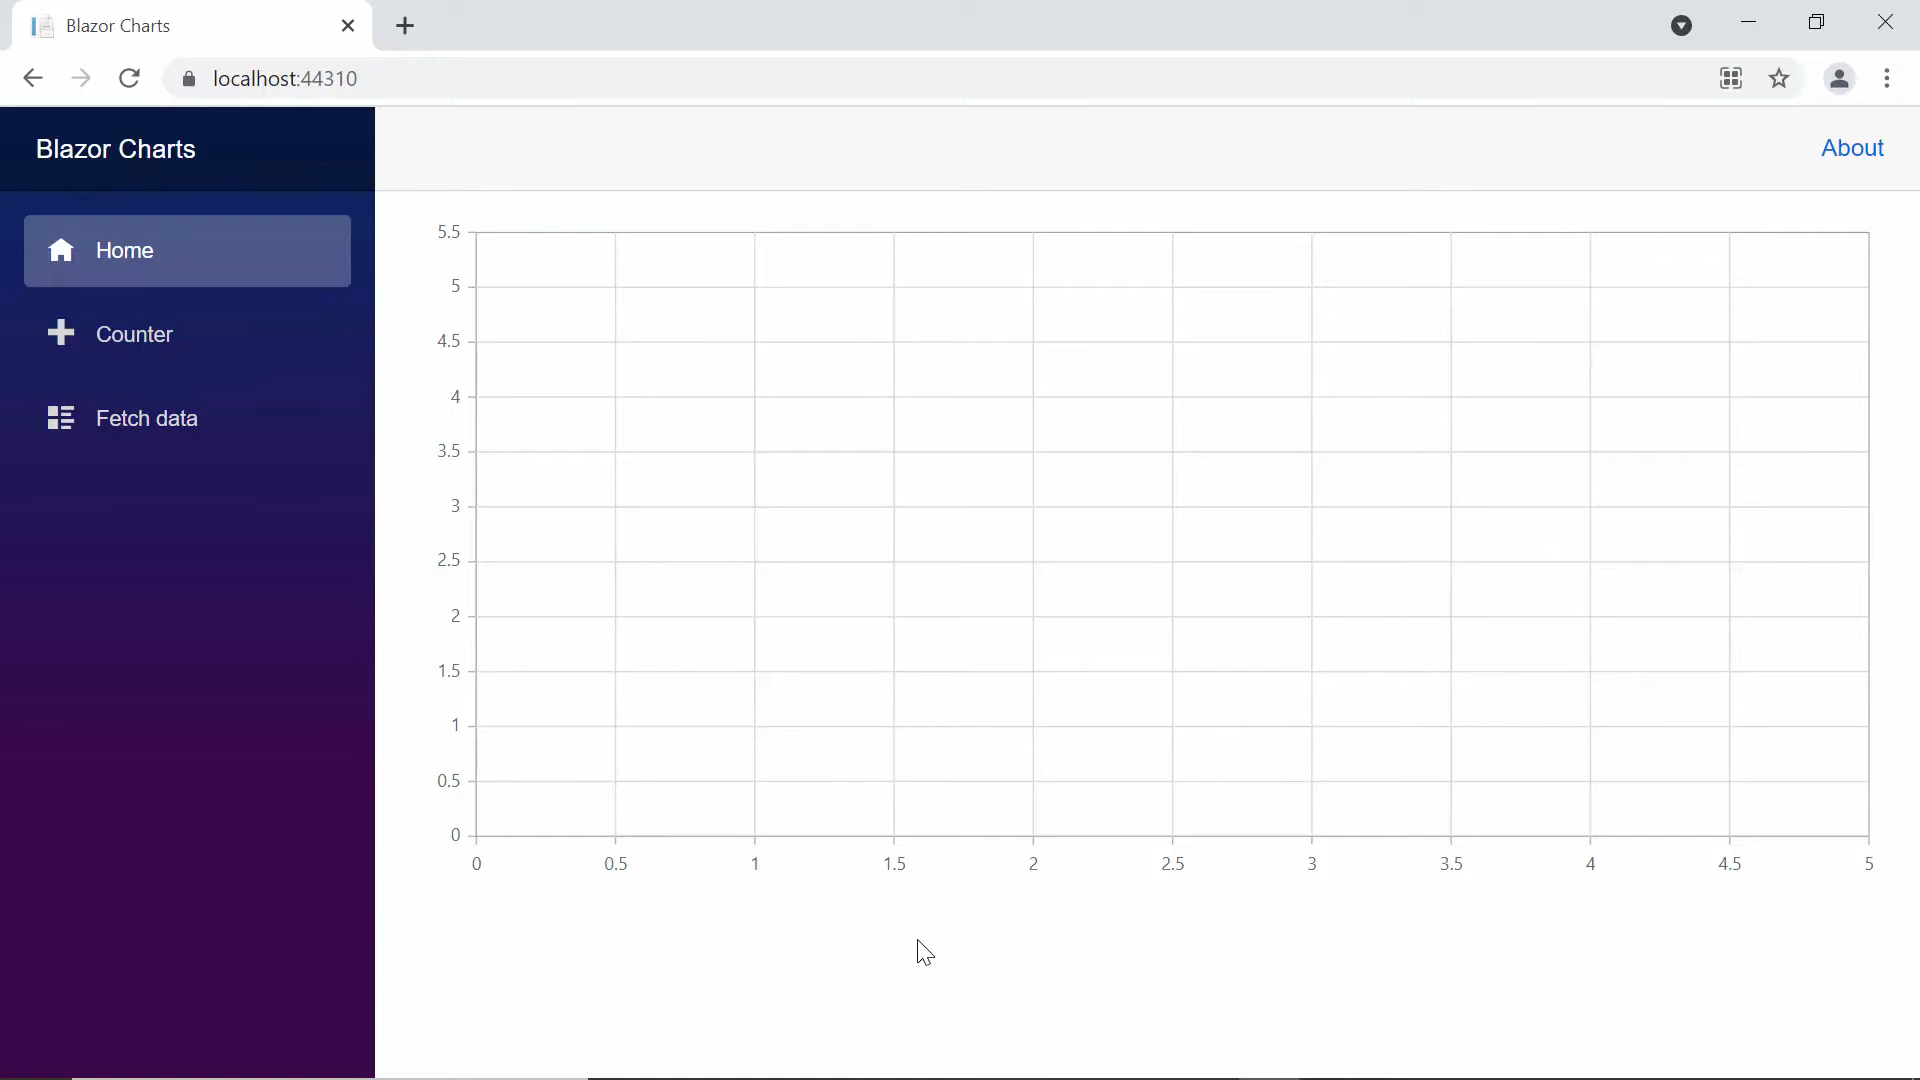 Blazor Charts
localhost:44310
Blazor Charts
About
Home
Counter
Fetch data
5.5
5
4.5
4
3.5
3
2.5
2
1.5
1
0.5
0
0 0.5 1 1.5 2 2.5 3 3.5 4 4.5 5